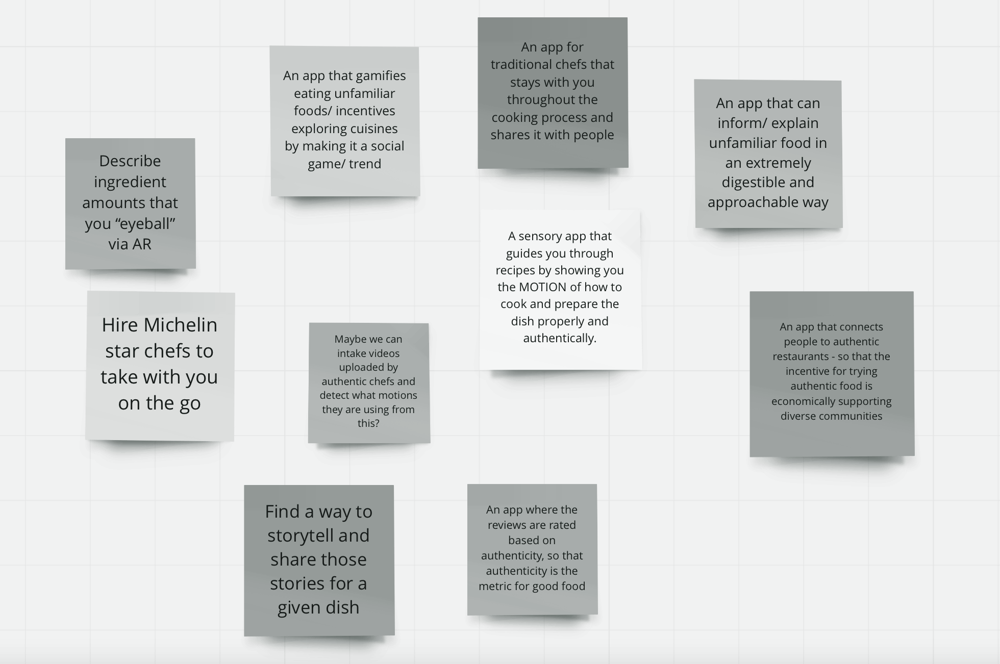 An app for
traditional chefs that
stays with you
throughout the
cooking process and
shares it with people
An app that gamifies
eating unfamiliar
foods/ incentives
exploring cuisines
by making it a social
game/ trend
An app that can
inform/ explain
unfamiliar food in
an extremely
digestible and
approachable way
Describe
ingredient
amounts that
you “eyeball”
via AR
A sensory app that
guides you through
recipes by showing you
the MOTION of how to
cook and prepare the
dish properly and
authentically.
Hire Michelin
star chefs to
take with you
on the go
Maybe we can
intake videos
uploaded by
authentic chefs and
detect what motions
they are using from
this?
An app that connects
people to authentic
restaurants - so that the
incentive for trying
authentic food is
economically supporting
diverse communities
Find a way to
storytell and
share those
stories for a
given dish
An app where the
reviews are rated
based on
authenticity, so that
authenticity is the
metric for good food